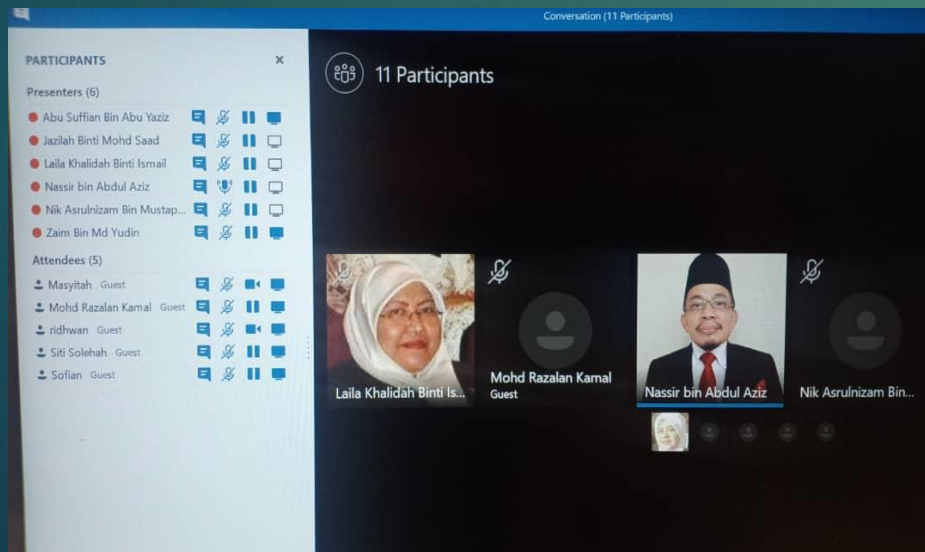 Conversation (11 Participants)
PARTICIPANTS
Presenters (6)
Abu Suffian Bin Abu Yaziz
Jazilah Binti Mohd Saad
Laila Khalidah Binti Ismail
Nassir bin Abdul Aziz
Nik Asrulnizam Bin Mustap...
Zaim Bin Md Yudin
Attendees (5)
Masyitah Guest
Mohd Razalan Kamal Guest
ridhwan Guest
Siti Solehah Guest
Sofian Guest
11 Participants
Laila Khalidah Binti Is...
Mohd Razalan Kamal
Guest
Nassir bin Abdul Aziz
Nik Asrulnizam Bin...